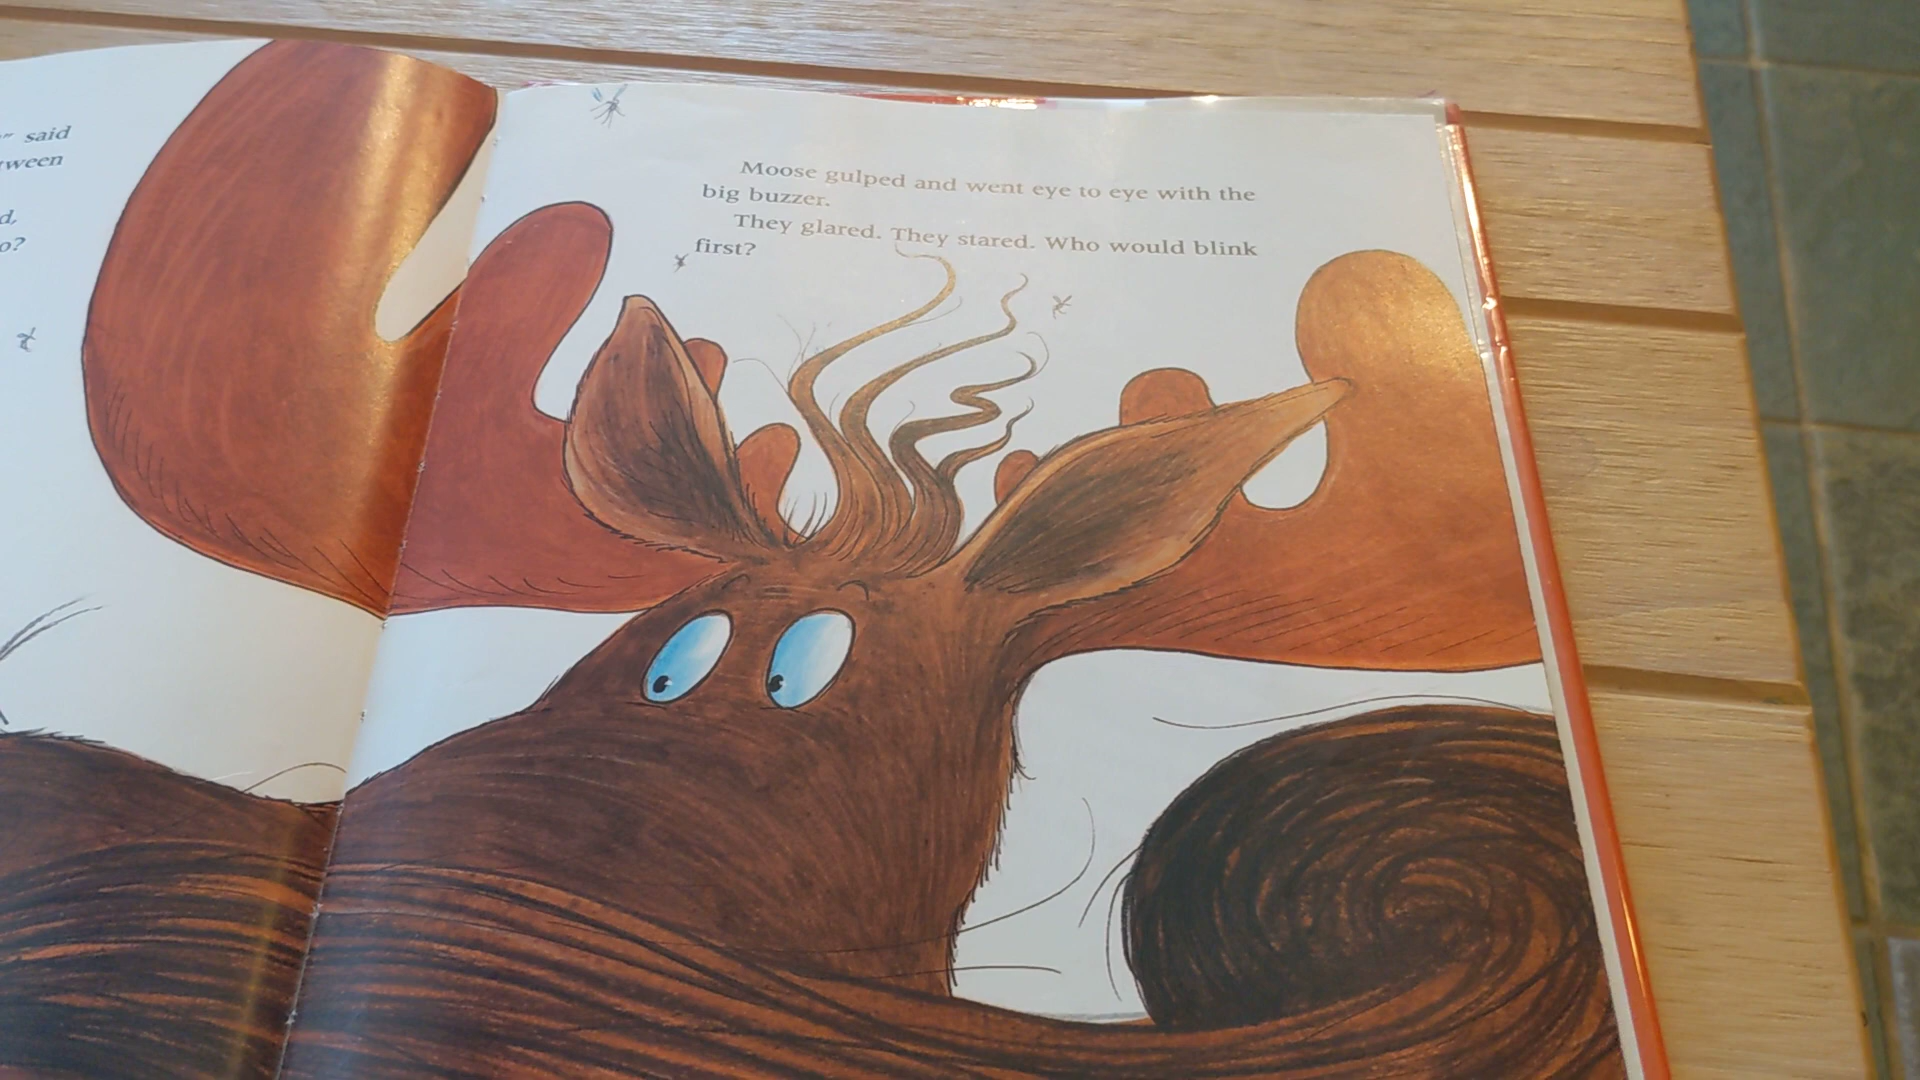 said
tween
d,
o?
Moose gulped and went eye to eye with the
big buzzer.
They glared. They stared. Who would blink
first?